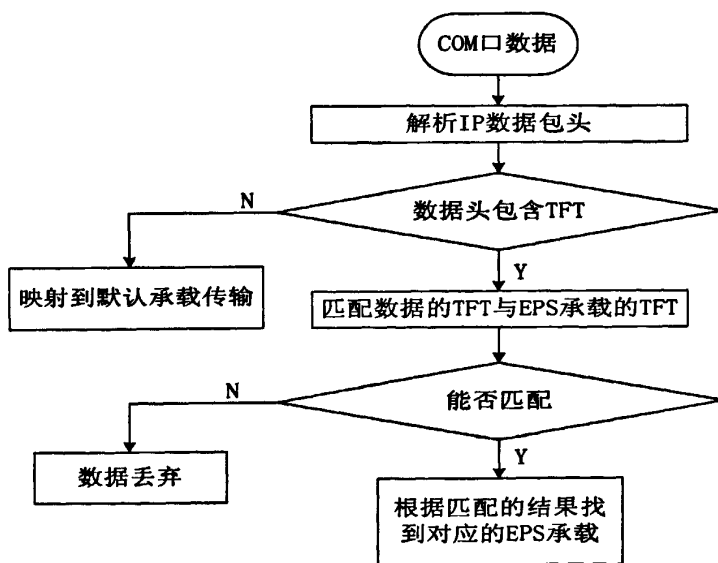 COM口数据
解析IP数据包头
N
数据头包含TFT
Y
映射到默认承载传输
匹配数据的TFT与EPS承载的TFT
N
能否匹配
Y
数据丢弃
根据匹配的结果找
到对应的EPS承载